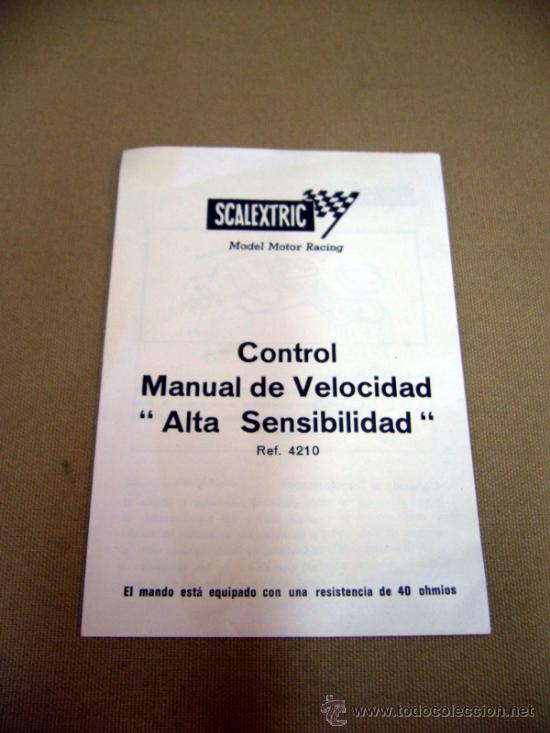 SCALEXTRIC
Model Motor Racing
Control
Manual de Velocidad
“ Alta Sensibilidad “
Ref. 4210
El mando está equipado con una resistencia de 40 ohmios
www.todocoleccion.net